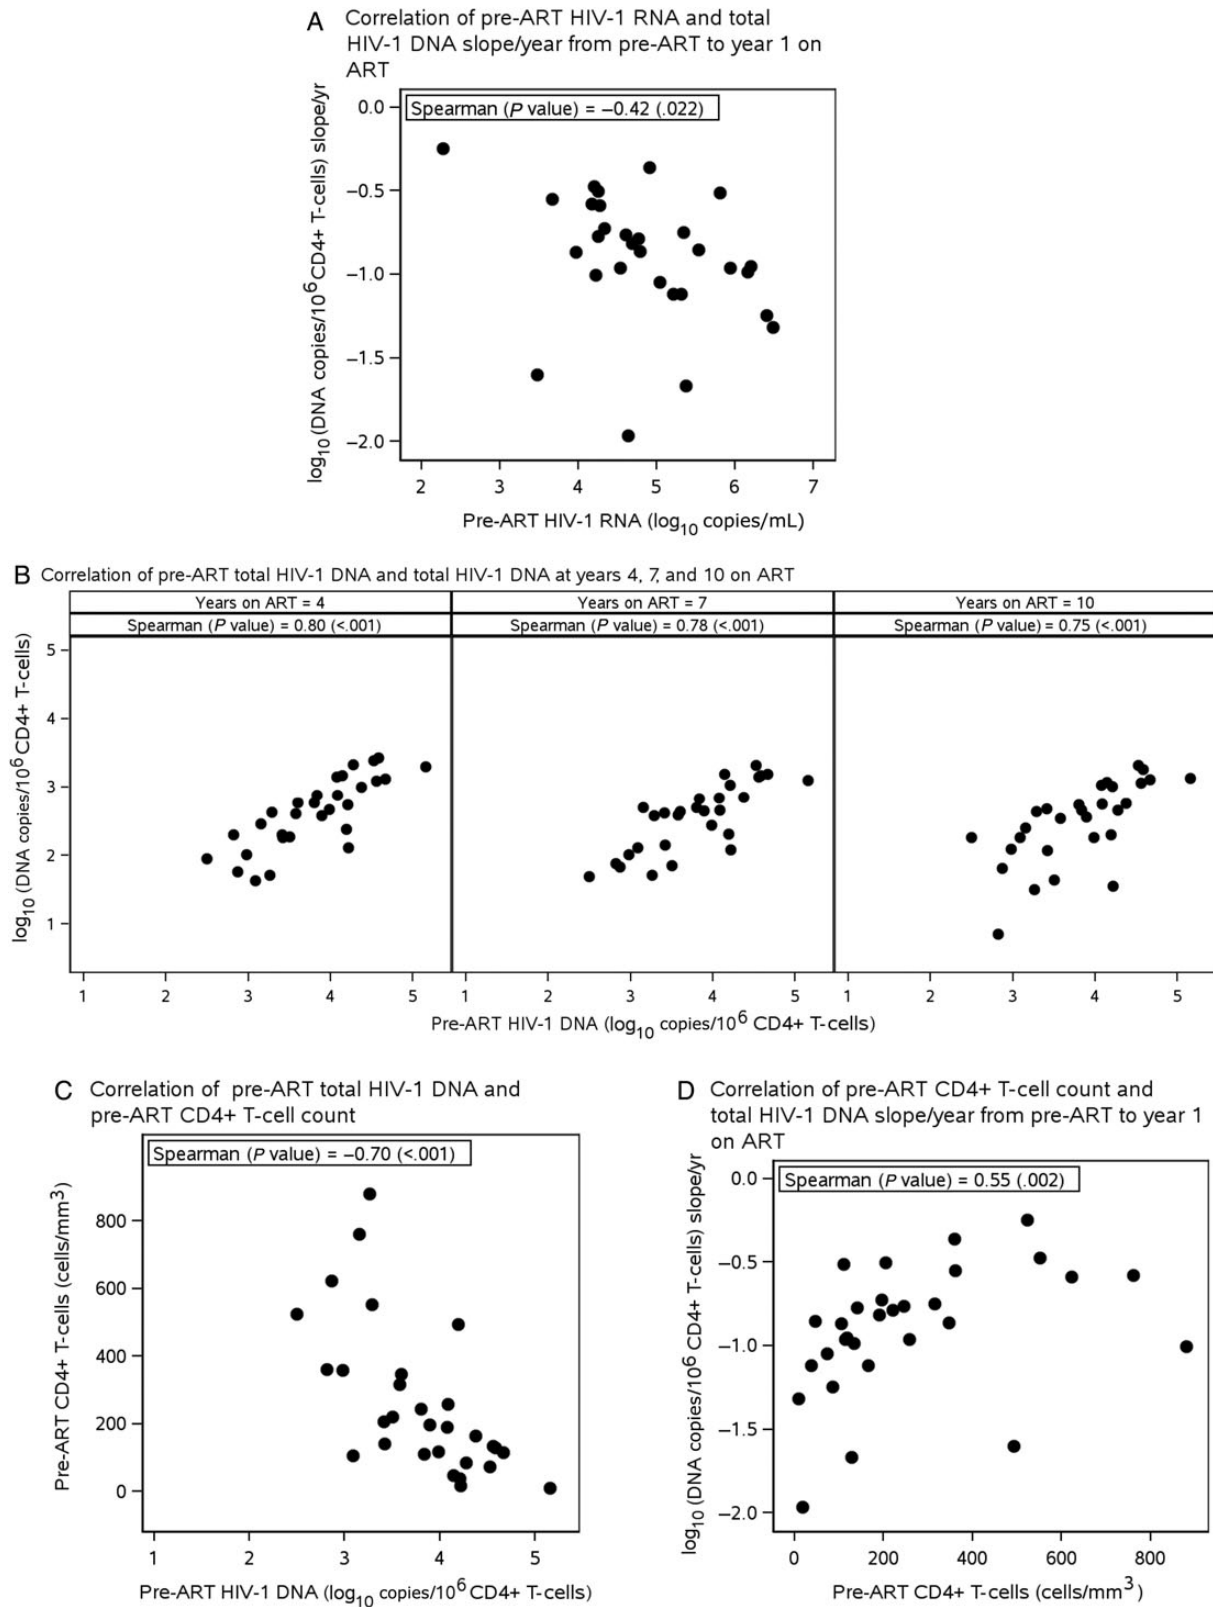 A Correlation of pre-ART HIV-1 RNA and total
HIV-1 DNA slope/year from pre-ART to year 1 on
ART
Spearman (P value) = −0.42 (.022)
log10 (DNA copies/10^6 CD4+ T-cells) slope/yr
0.0
−0.5
−1.0
−1.5
−2.0
2 3 4 5 6 7
Pre-ART HIV-1 RNA (log10 copies/mL)
B Correlation of pre-ART total HIV-1 DNA and total HIV-1 DNA at years 4, 7, and 10 on ART
Years on ART = 4 Years on ART = 7 Years on ART = 10
Spearman (P value) = 0.80 (<.001) Spearman (P value) = 0.78 (<.001) Spearman (P value) = 0.75 (<.001)
log10 (DNA copies/10^6 CD4+ T-cells)
5
4
3
2
1
1 2 3 4 5 1 2 3 4 5 1 2 3 4 5
Pre-ART HIV-1 DNA (log10 copies/10^6 CD4+ T-cells)
C Correlation of pre-ART total HIV-1 DNA and
pre-ART CD4+ T-cell count
Spearman (P value) = −0.70 (<.001)
Pre-ART CD4+ T-cells (cells/mm^3)
800
600
400
200
0
1 2 3 4 5
Pre-ART HIV-1 DNA (log10 copies/10^6 CD4+ T-cells)
D Correlation of pre-ART CD4+ T-cell count and
total HIV-1 DNA slope/year from pre-ART to year 1
on ART
Spearman (P value) = 0.55 (.002)
log10 (DNA copies/10^6 CD4+ T-cells) slope/yr
0.0
−0.5
−1.0
−1.5
−2.0
0 200 400 600 800
Pre-ART CD4+ T-cells (cells/mm^3)